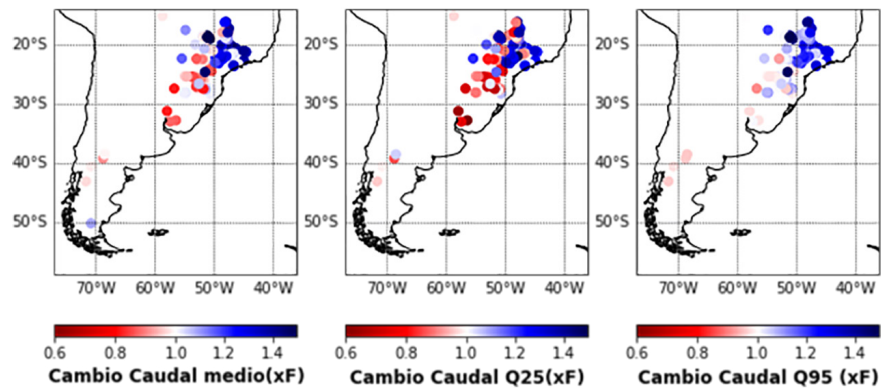 20°S
30°S
40°S
50°S
70°W 60°W 50°W 40°W
0.6 0.8 1.0 1.2 1.4
Cambio Caudal medio(xF)
20°S
30°S
40°S
50°S
70°W 60°W 50°W 40°W
0.6 0.8 1.0 1.2 1.4
Cambio Caudal Q25(xF)
20°S
30°S
40°S
50°S
70°W 60°W 50°W 40°W
0.6 0.8 1.0 1.2 1.4
Cambio Caudal Q95 (xF)